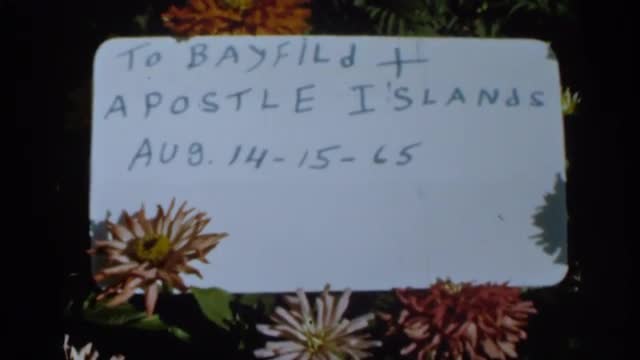 To BAYFILd +
APOSTLE ISLANds
AUg. 14-15-65